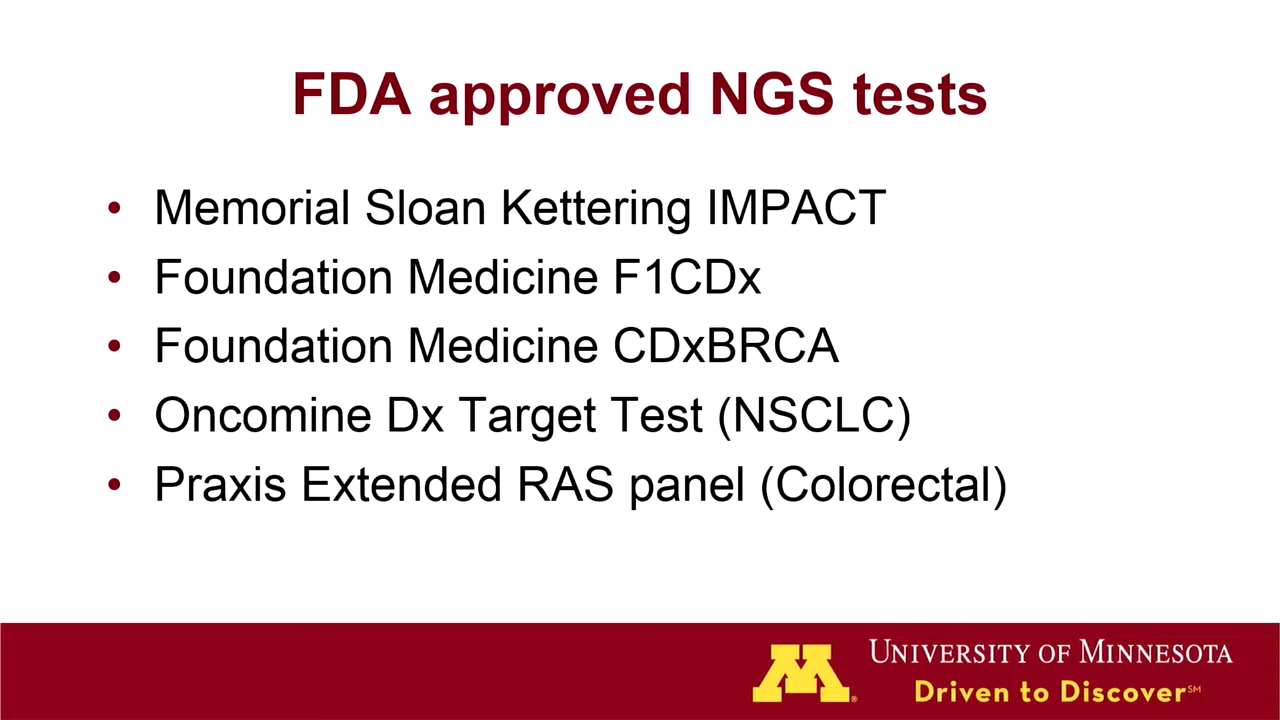 FDA approved NGS tests
• Memorial Sloan Kettering IMPACT
• Foundation Medicine F1CDx
• Foundation Medicine CDxBRCA
• Oncomine Dx Target Test (NSCLC)
• Praxis Extended RAS panel (Colorectal)
M®
UNIVERSITY OF MINNESOTA
Driven to Discover℠